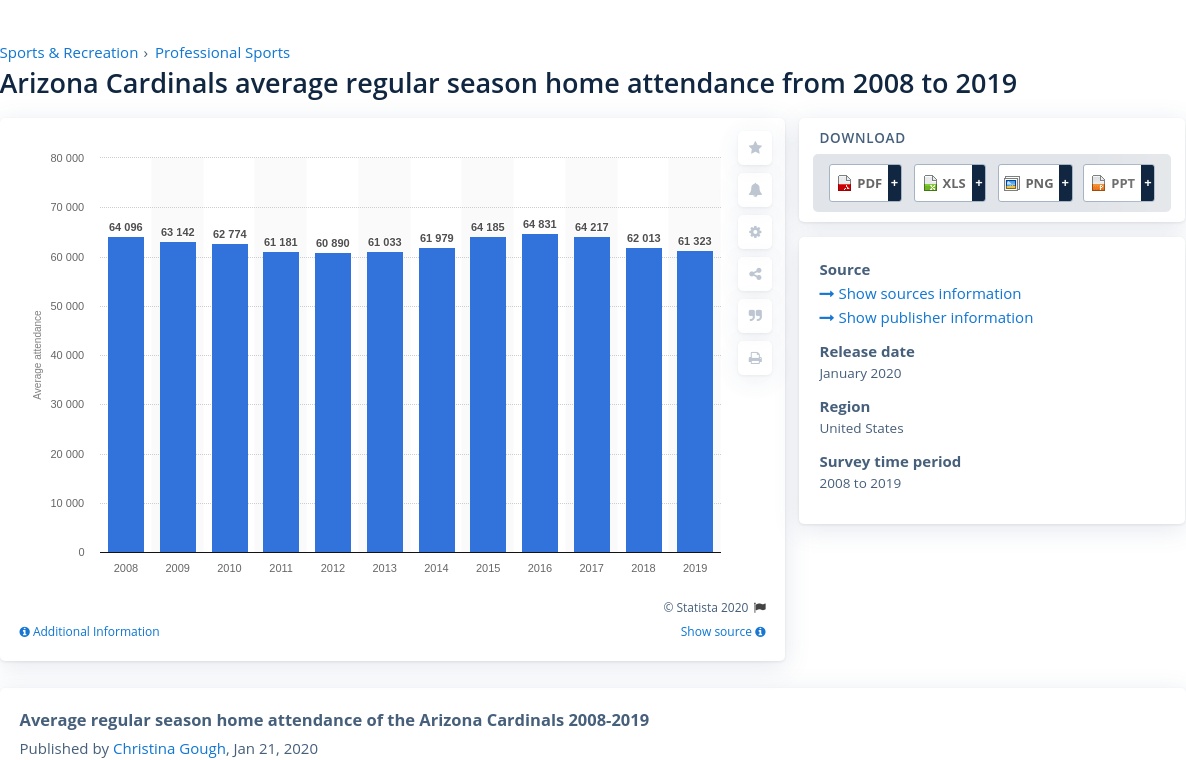 Sports & Recreation › Professional Sports
Arizona Cardinals average regular season home attendance from 2008 to 2019
80 000
70 000
60 000
50 000
40 000
30 000
20 000
10 000
0
Average attendance
64 096
63 142
62 774
61 181
60 890
61 033
61 979
64 185
64 831
64 217
62 013
61 323
2008
2009
2010
2011
2012
2013
2014
2015
2016
2017
2018
2019
© Statista 2020
Additional Information
Show source
DOWNLOAD
PDF + XLS + PNG + PPT +
Source
Show sources information
Show publisher information
Release date
January 2020
Region
United States
Survey time period
2008 to 2019
Average regular season home attendance of the Arizona Cardinals 2008-2019
Published by Christina Gough, Jan 21, 2020